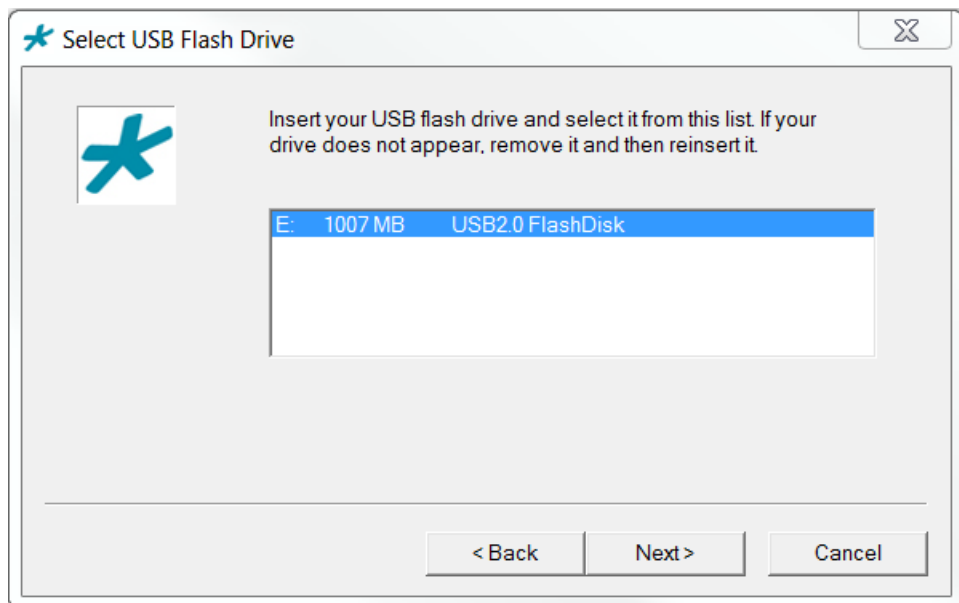 Select USB Flash Drive
Insert your USB flash drive and select it from this list. If your
drive does not appear, remove it and then reinsert it.
E: 1007 MB USB2.0 FlashDisk
< Back Next > Cancel